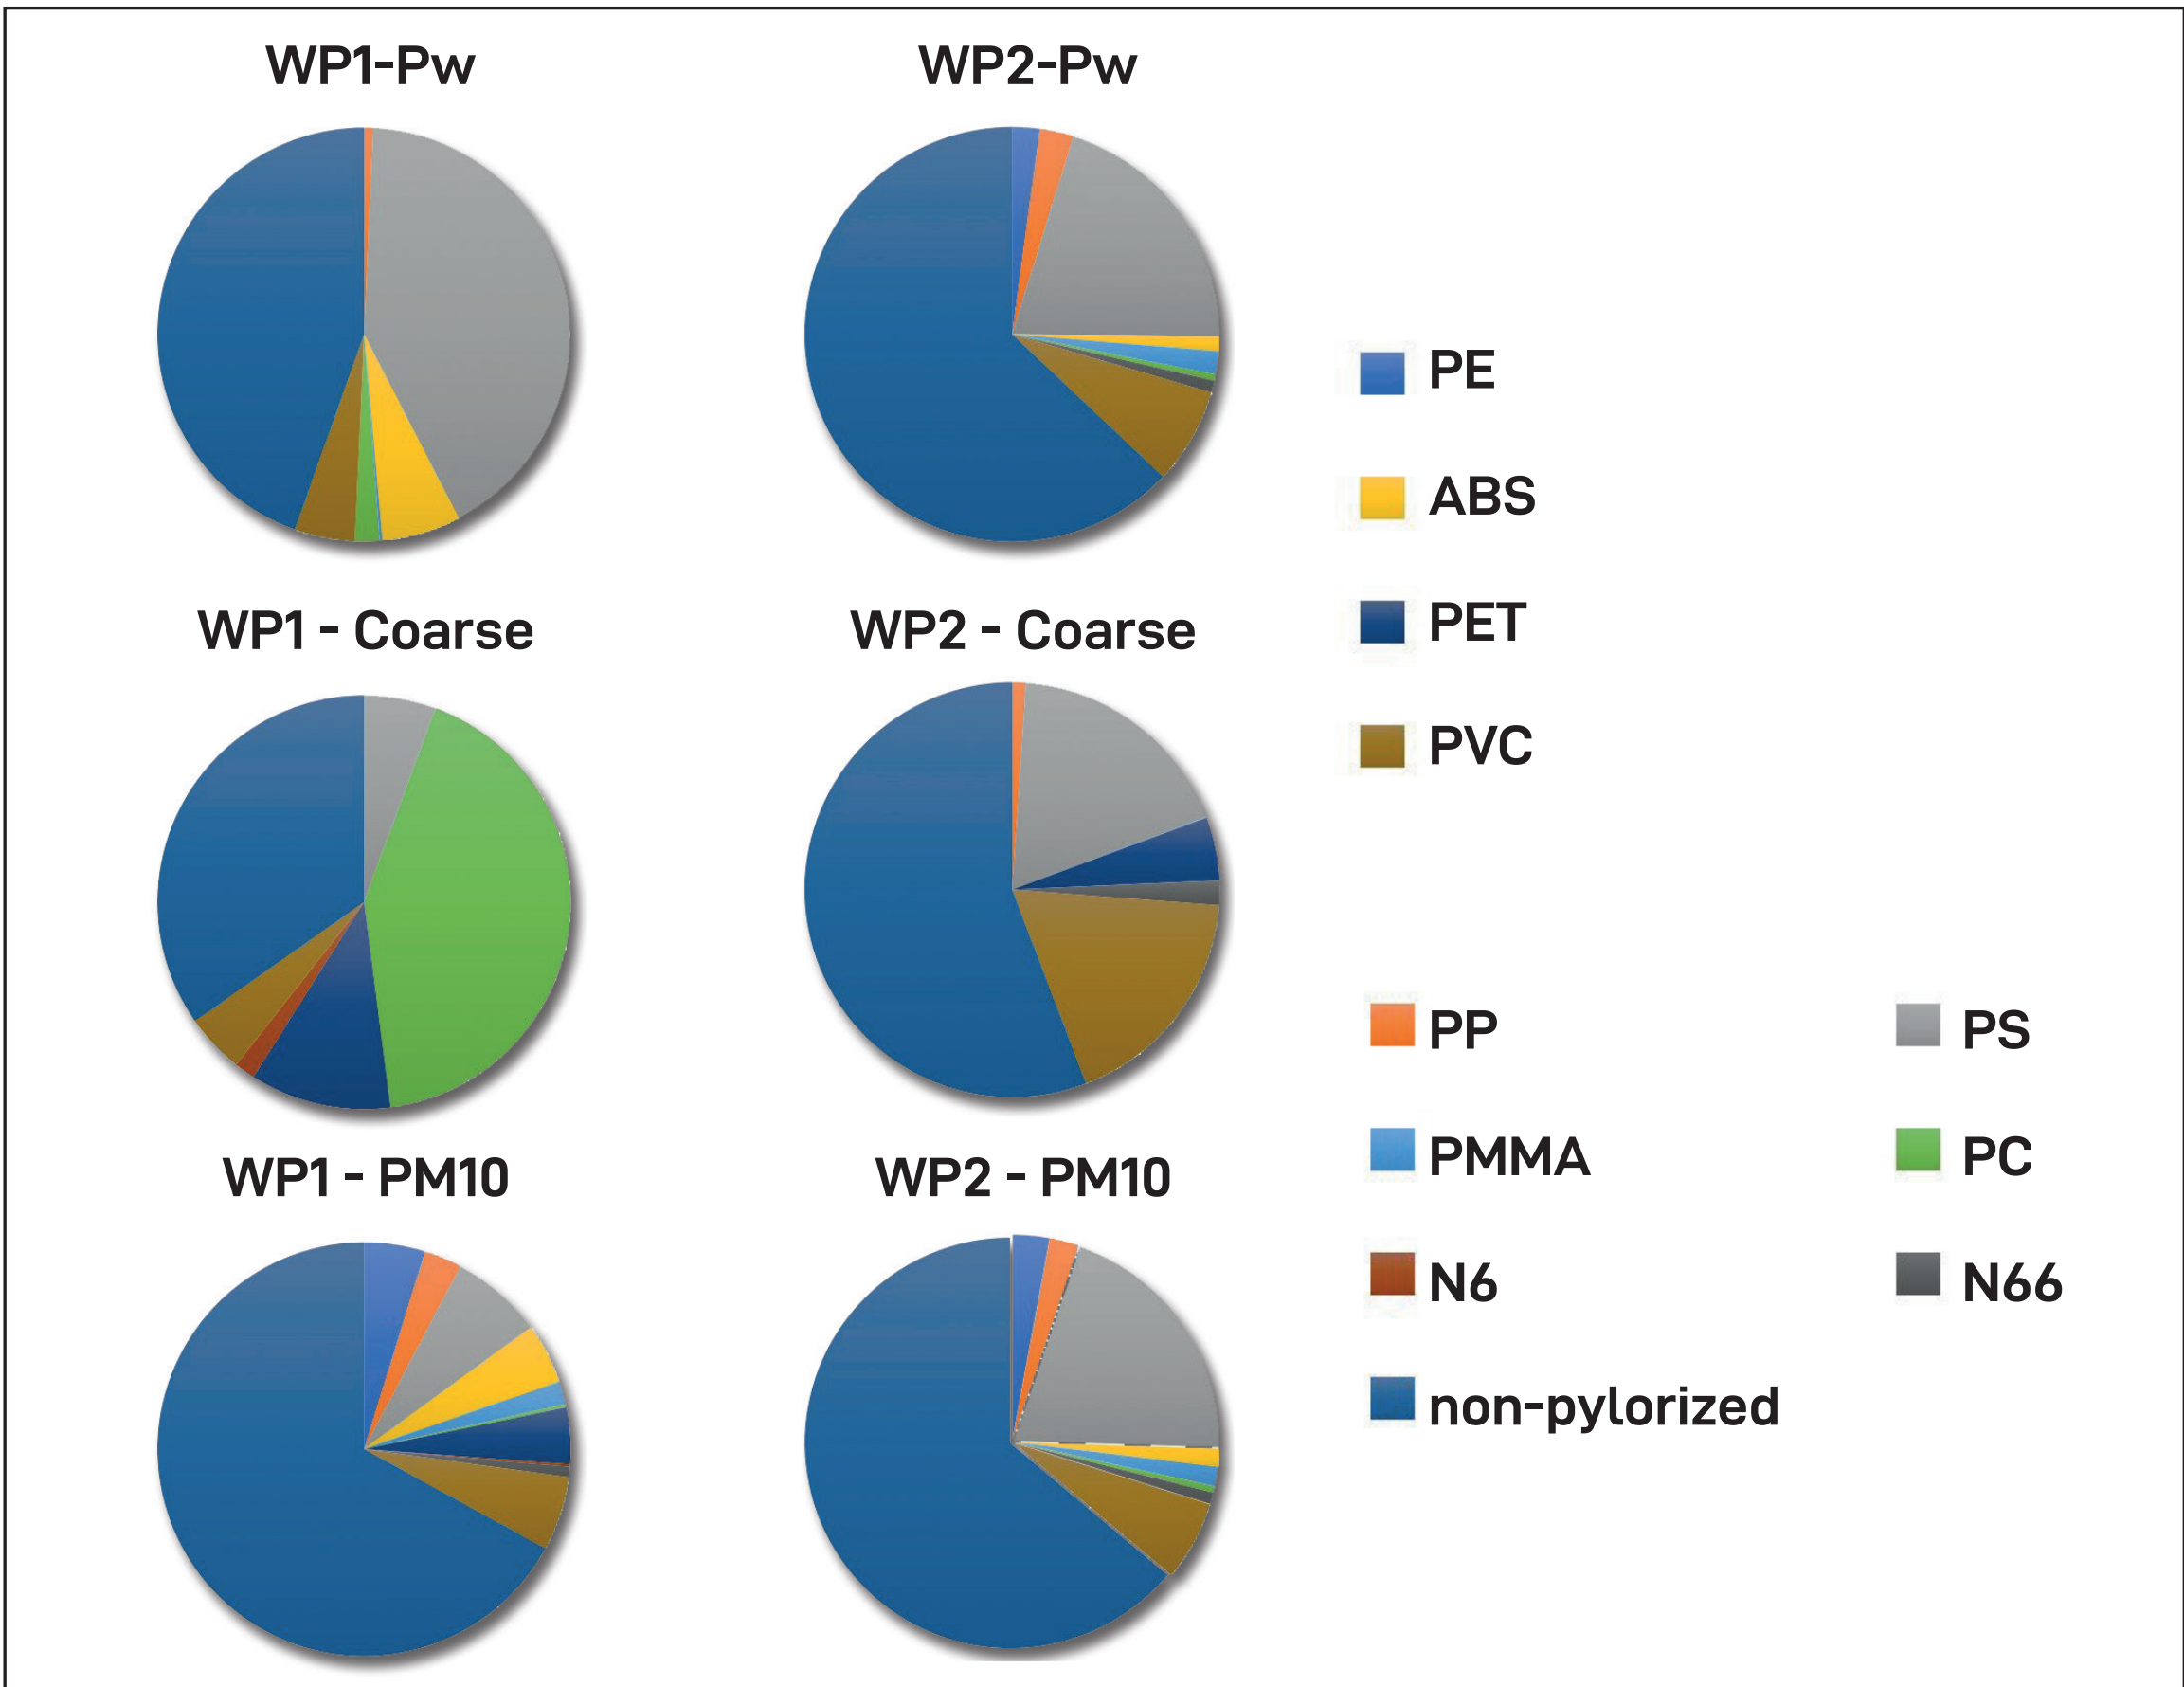 WP1-Pw
WP2-Pw
PE
ABS
WP1 - Coarse
WP2 - Coarse
PET
PVC
PP
PS
WP1 - PM10
WP2 - PM10
PMMA
PC
N6
N66
non-pylorized